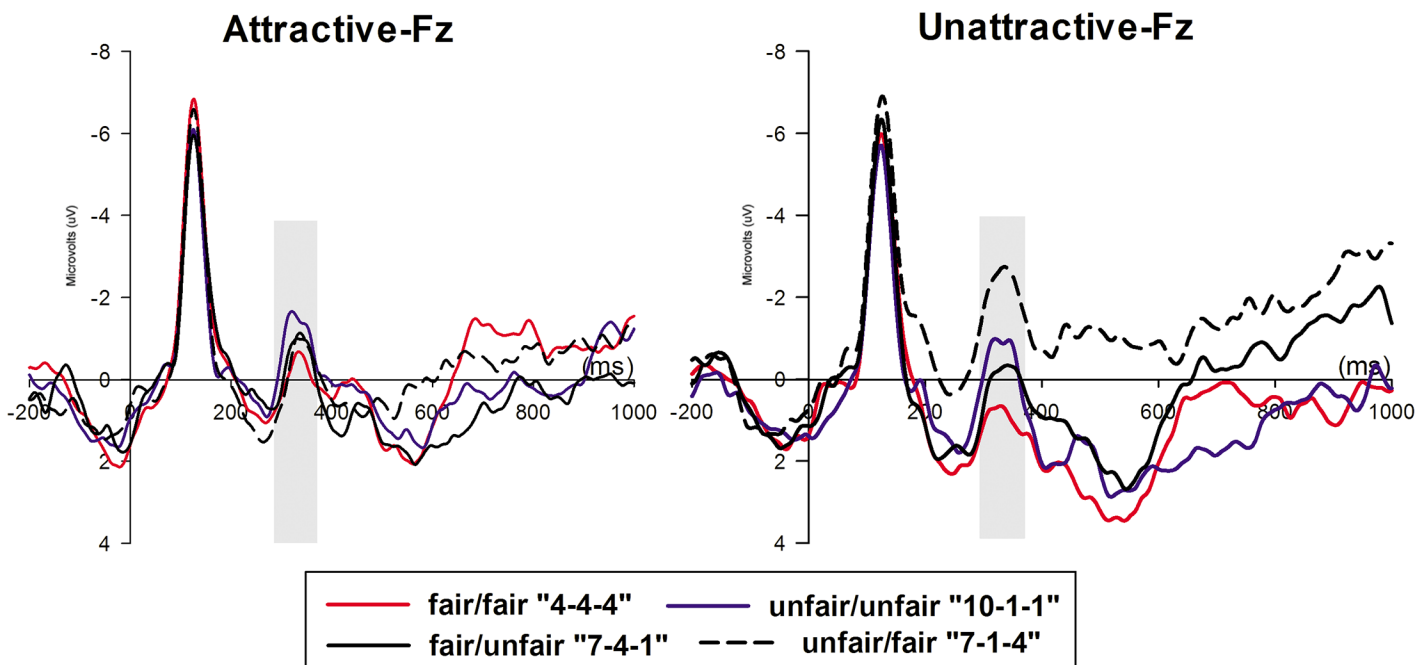 Attractive-Fz
-8
-6
-4
-2
0
2
4
Microvolts (uV)
-200 0 200 400 600 800 1000
(ms)
Unattractive-Fz
-8
-6
-4
-2
0
2
4
Microvolts (uV)
-200 0 200 400 600 800 1000
(ms)
fair/fair "4-4-4" unfair/unfair "10-1-1"
fair/unfair "7-4-1" unfair/fair "7-1-4"